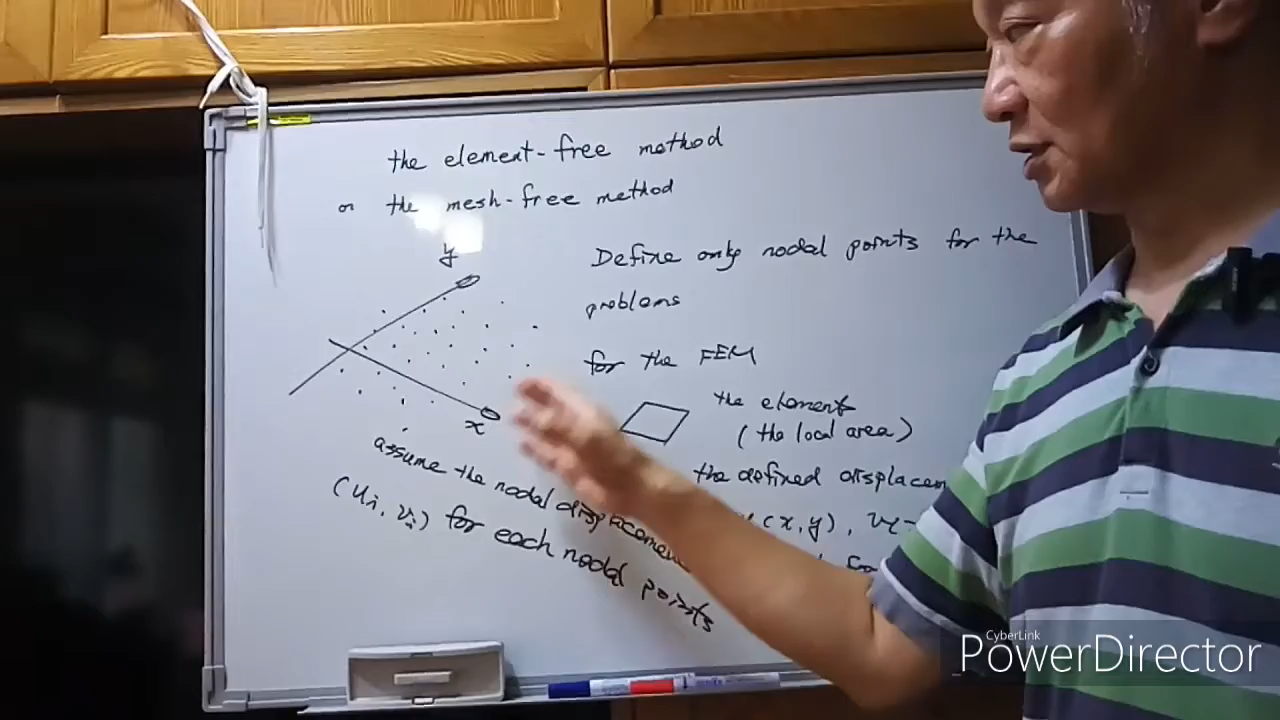 the element-free method
or the mesh-free method
y
Define only nodal points for the
problems
for the FEM
the element
(the local area)
x
assume the nodal displacement
(ui, vi) for each nodal points
the defined displacem
(x, y), v
CyberLink
PowerDirector